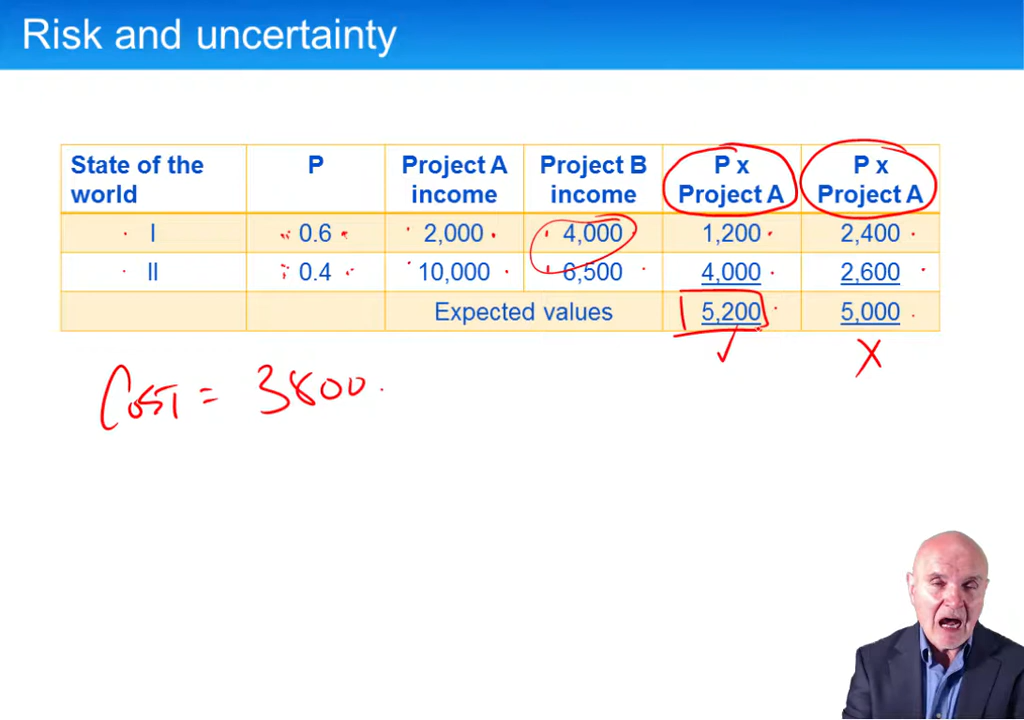 Risk and uncertainty
State of the world P Project A income Project B income P x Project A P x Project A
I 0.6 2,000 4,000 1,200 2,400
II 0.4 10,000 6,500 4,000 2,600
Expected values 5,200 5,000
✓ X
Cost = 3800